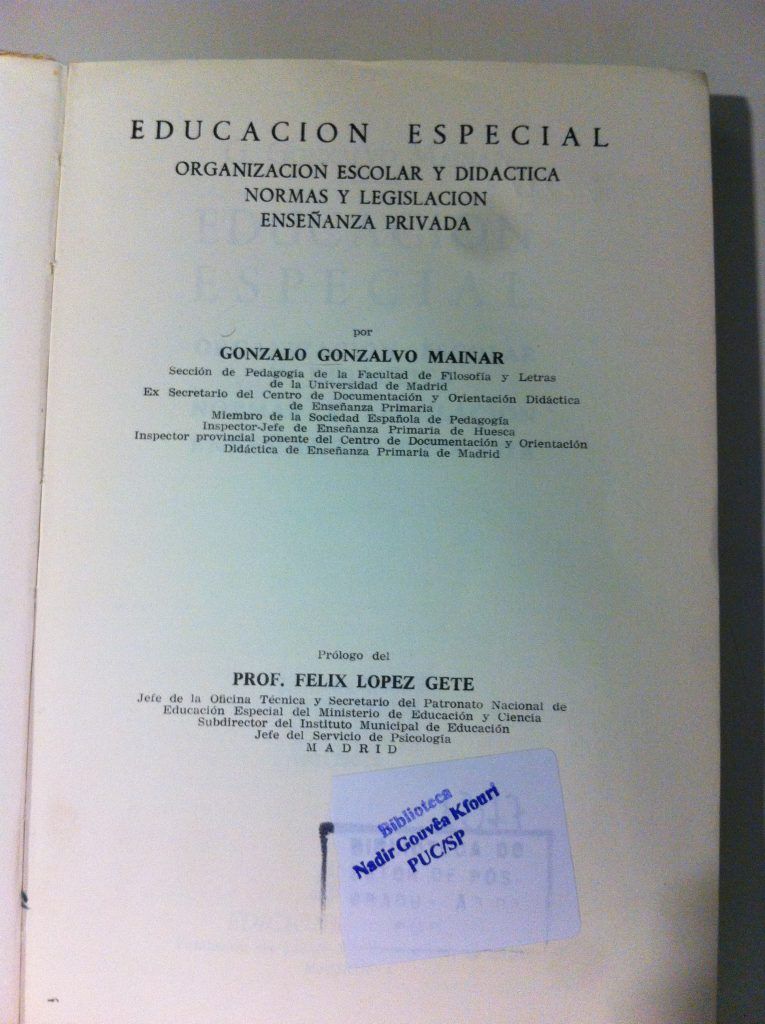 EDUCACION ESPECIAL
ORGANIZACION ESCOLAR Y DIDACTICA
NORMAS Y LEGISLACION
ENSEÑANZA PRIVADA
por
GONZALO GONZALVO MAINAR
Sección de Pedagogía de la Facultad de Filosofía y Letras
de la Universidad de Madrid
Ex Secretario del Centro de Documentación y Orientación Didáctica
de Enseñanza Primaria
Miembro de la Sociedad Española de Pedagogía
Inspector-Jefe de Enseñanza Primaria de Huesca
Inspector provincial ponente del Centro de Documentación y Orientación
Didáctica de Enseñanza Primaria de Madrid
Prólogo del
PROF. FELIX LOPEZ GETE
Jefe de la Oficina Técnica y Secretario del Patronato Nacional de
Educación Especial del Ministerio de Educación y Ciencia
Subdirector del Instituto Municipal de Educación
Jefe del Servicio de Psicología
MADRID
Biblioteca
Nadir Gouvêa Kfouri
PUC/SP